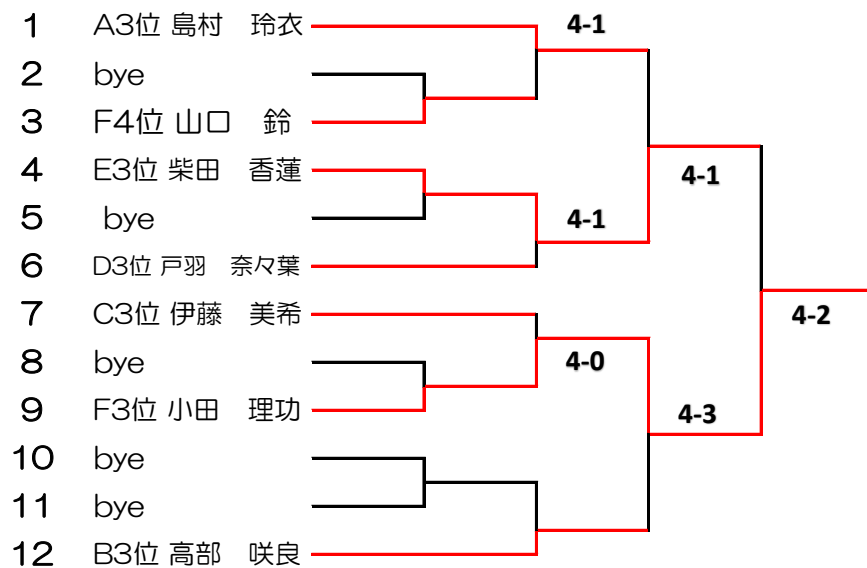 1 A3位 島村 玲衣
4-1
2 bye
3 F4位 山口 鈴
4 E3位 柴田 香蓮
4-1
5 bye
4-1
6 D3位 戸羽 奈々葉
7 C3位 伊藤 美希
4-2
8 bye
4-0
9 F3位 小田 理功
4-3
10 bye
11 bye
12 B3位 高部 咲良